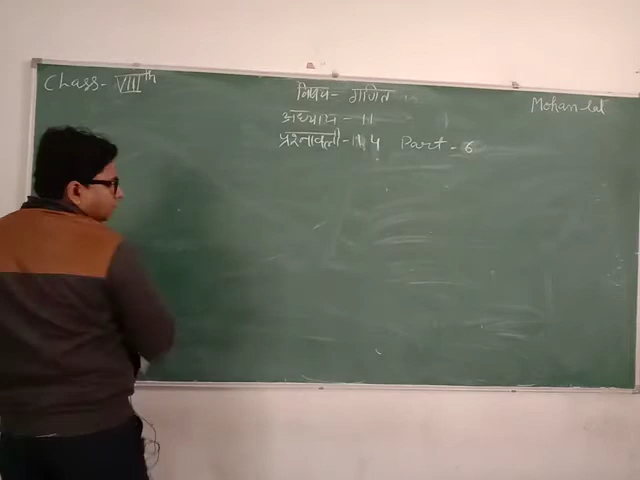 Class- VIIIth
विषय- गणित
अध्याय - 11
प्रश्नावली-11.4 Part - 6
Mohan lal